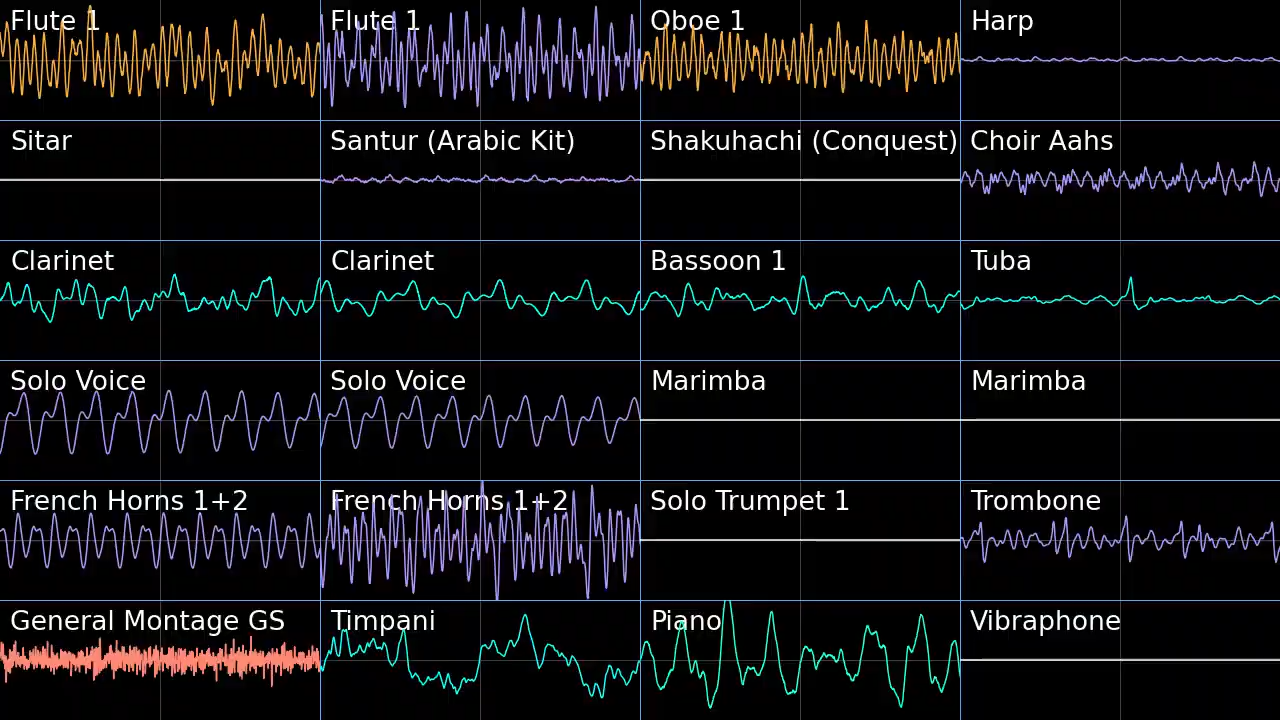 Flute 1
Flute 1
Oboe 1
Harp
Sitar
Santur (Arabic Kit)
Shakuhachi (Conquest)
Choir Aahs
Clarinet
Clarinet
Bassoon 1
Tuba
Solo Voice
Solo Voice
Marimba
Marimba
French Horns 1+2
French Horns 1+2
Solo Trumpet 1
Trombone
General Montage GS
Timpani
Piano
Vibraphone